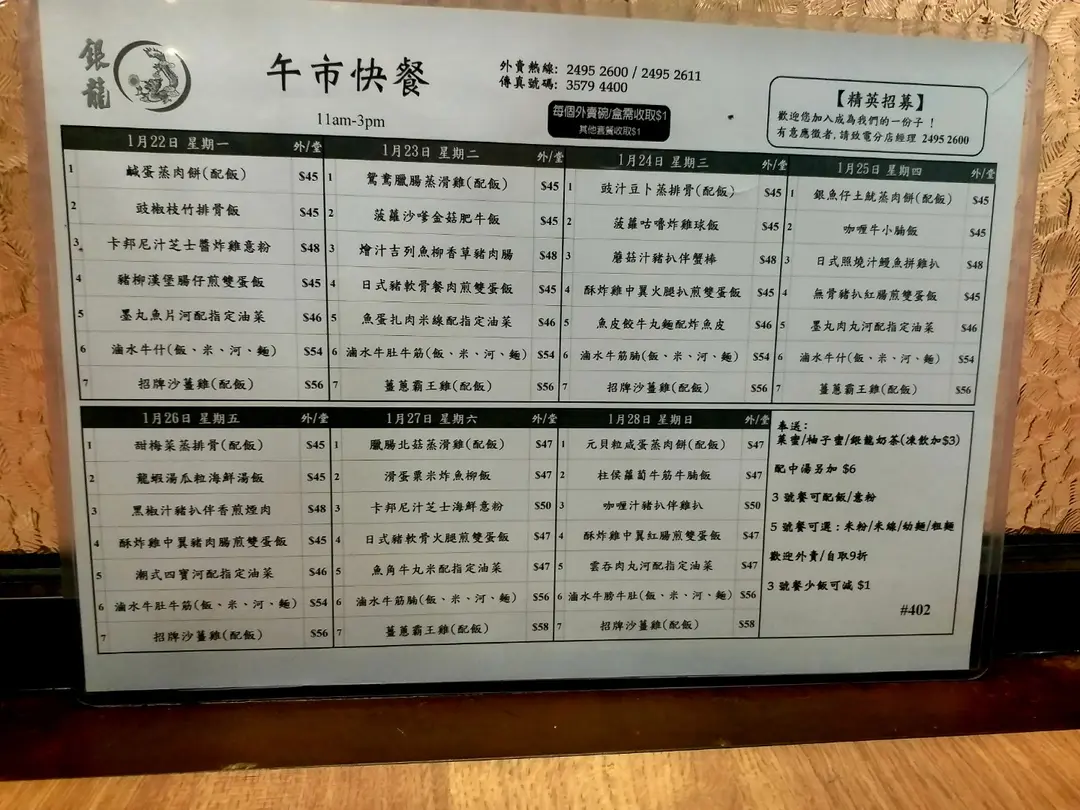 銀龍
午市快餐
11am-3pm
外賣熱線: 2495 2600 / 2495 2611
傳真號碼: 3579 4400
每個外賣碗/盒需收取$1
其他套餐收取$1
【精英招募】
歡迎您加入成為我們的一份子！
有意應徵者,請致電分店經理 2495 2600
1月22日 星期一 外/堂
1 鹹蛋蒸肉餅(配飯) $45
2 豉椒枝竹排骨飯 $45
3 卡邦尼汁芝士醬炸雞意粉 $48
4 豬柳漢堡腸仔煎雙蛋飯 $45
5 墨丸魚片河配指定油菜 $46
6 滷水牛什(飯、米、河、麵) $54
7 招牌沙薑雞(配飯) $56
1月23日 星期二 外/堂
1 鴛鴦臘腸蒸滑雞(配飯) $45
2 菠蘿沙嗲金菇肥牛飯 $45
3 燴汁吉列魚柳香草豬肉腸 $48
4 日式豬軟骨餐肉煎雙蛋飯 $45
5 魚蛋扎肉米線配指定油菜 $46
6 滷水牛肚牛筋(飯、米、河、麵) $54
7 薑蔥霸王雞(配飯) $56
1月24日 星期三 外/堂
1 豉汁豆卜蒸排骨(配飯) $45
2 菠蘿咕嚕炸雞球飯 $45
3 蘑菇汁豬扒伴蟹棒 $48
4 酥炸雞中翼火腿扒煎雙蛋飯 $45
5 魚皮餃牛丸麵配炸魚皮 $46
6 滷水牛筋腩(飯、米、河、麵) $54
7 招牌沙薑雞(配飯) $56
1月25日 星期四 外/堂
1 銀魚仔土魷蒸肉餅(配飯) $45
2 咖喱牛小腩飯 $45
3 日式照燒汁鰻魚拼雞扒 $48
4 無骨豬扒紅腸煎雙蛋飯 $45
5 墨丸肉丸河配指定油菜 $46
6 滷水牛什(飯、米、河、麵) $54
7 薑蔥霸王雞(配飯) $56
1月26日 星期五 外/堂
1 甜梅菜蒸排骨(配飯) $45
2 龍蝦湯瓜粒海鮮湯飯 $45
3 黑椒汁豬扒伴香煎煙肉 $48
4 酥炸雞中翼豬肉腸煎雙蛋飯 $45
5 潮式四寶河配指定油菜 $46
6 滷水牛肚牛筋(飯、米、河、麵) $54
7 招牌沙薑雞(配飯) $56
1月27日 星期六 外/堂
1 臘腸北菇蒸滑雞(配飯) $47
2 滑蛋粟米炸魚柳飯 $47
3 卡邦尼汁芝士海鮮意粉 $50
4 日式豬軟骨火腿煎雙蛋飯 $47
5 魚角牛丸米配指定油菜 $47
6 滷水牛筋腩(飯、米、河、麵) $56
7 薑蔥霸王雞(配飯) $58
1月28日 星期日 外/堂
1 元貝粒咸蛋蒸肉餅(配飯) $47
2 柱侯蘿蔔牛筋牛腩飯 $47
3 咖喱汁豬扒伴雞扒 $50
4 酥炸雞中翼紅腸煎雙蛋飯 $47
5 雲吞肉丸河配指定油菜 $47
6 滷水牛膀牛肚(飯、米、河、麵) $56
7 招牌沙薑雞(配飯) $58
奉送:
菓蜜/柚子蜜/銀龍奶茶(凍飲加$3)
配中湯另加 $6
3 號餐可配飯/意粉
5 號餐可選：米粉/米線/幼麵/粗麵
歡迎外賣/自取9折
3 號餐少飯可減 $1
#402